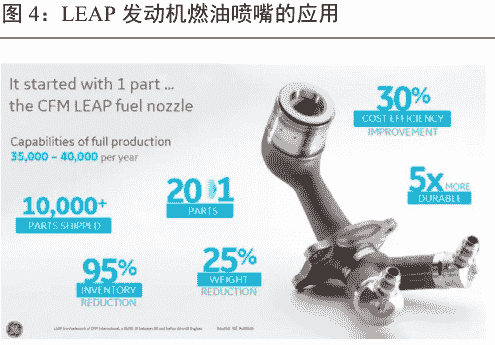 图 4：LEAP 发动机燃油喷嘴的应用
It started with 1 part ...
the CFM LEAP fuel nozzle
Capabilities of full production
35,000 – 40,000 per year
30%
COST EFFICIENCY
IMPROVEMENT
5x MORE
DURABLE
20 1
PARTS
10,000+
PARTS SHIPPED
95%
INVENTORY
REDUCTION
25%
WEIGHT
REDUCTION